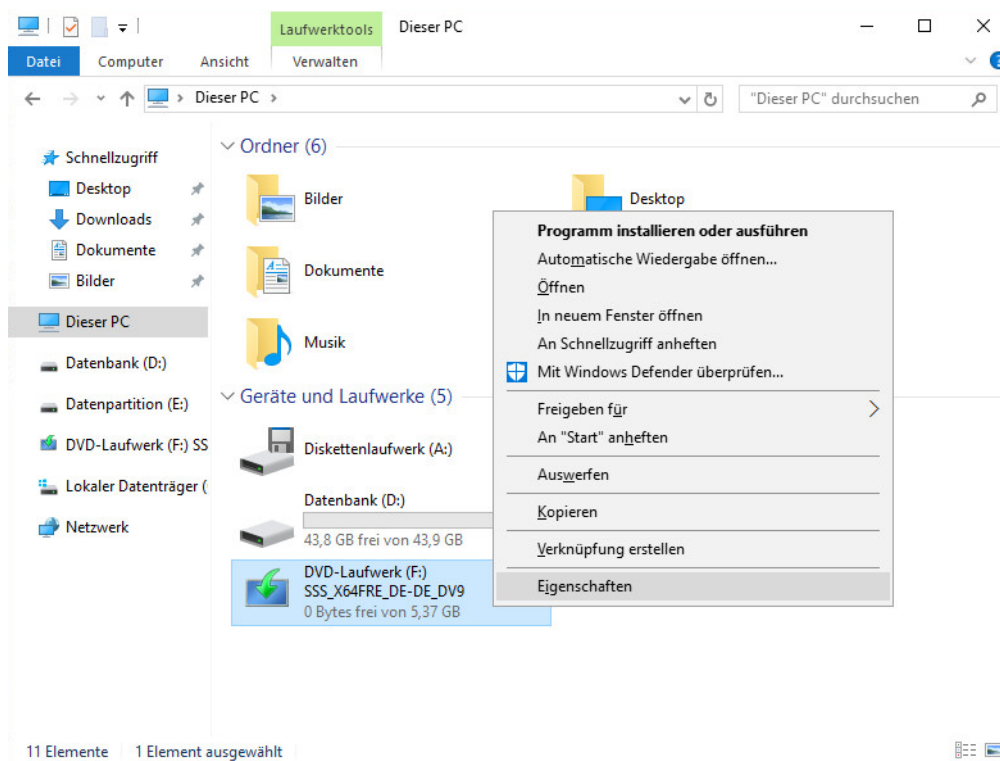 Laufwerktools
Dieser PC
Datei
Computer
Ansicht
Verwalten
Dieser PC
"Dieser PC" durchsuchen
Schnellzugriff
Desktop
Downloads
Dokumente
Bilder
Dieser PC
Datenbank (D:)
Datenpartition (E:)
DVD-Laufwerk (F:) SS
Lokaler Datenträger (
Netzwerk
Ordner (6)
Bilder
Desktop
Dokumente
Musik
Geräte und Laufwerke (5)
Diskettenlaufwerk (A:)
Datenbank (D:)
43,8 GB frei von 43,9 GB
DVD-Laufwerk (F:)
SSS_X64FRE_DE-DE_DV9
0 Bytes frei von 5,37 GB
Programm installieren oder ausführen
Automatische Wiedergabe öffnen...
Öffnen
In neuem Fenster öffnen
An Schnellzugriff anheften
Mit Windows Defender überprüfen...
Freigeben für
An "Start" anheften
Auswerfen
Kopieren
Verknüpfung erstellen
Eigenschaften
11 Elemente
1 Element ausgewählt